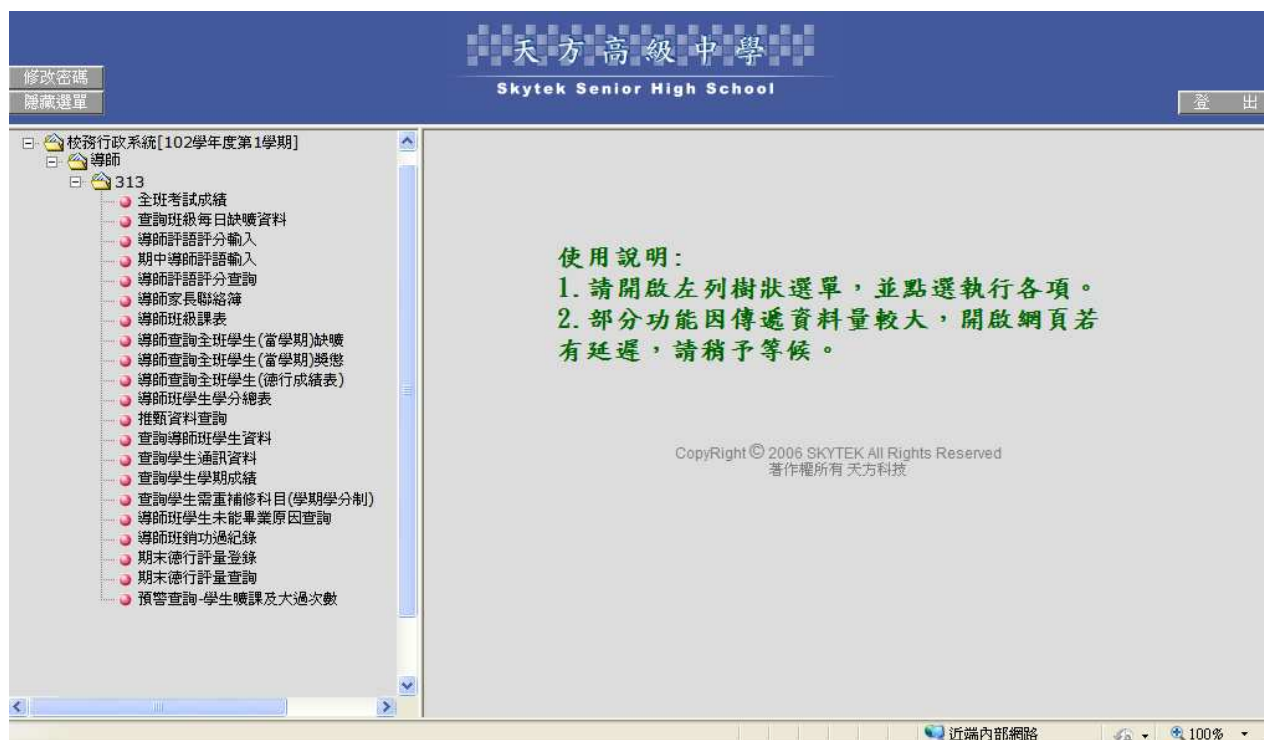 天方高級中學
Skytek Senior High School
修改密碼
隱藏選單
登 出
校務行政系統[102學年度第1學期]
導師
313
全班考試成績
查詢班級每日缺曠資料
導師評語評分輸入
期中導師評語輸入
導師評語評分查詢
導師家長聯絡簿
導師班級課表
導師查詢全班學生(當學期)缺曠
導師查詢全班學生(當學期)獎懲
導師查詢全班學生(德行成績表)
導師班學生學分總表
推甄資料查詢
查詢導師班學生資料
查詢學生通訊資料
查詢學生學期成績
查詢學生需重補修科目(學期學分制)
導師班學生未能畢業原因查詢
導師班銷功過紀錄
期末德行評量登錄
期末德行評量查詢
預警查詢-學生曠課及大過次數
使用說明:
1.請開啟左列樹狀選單，並點選執行各項。
2.部分功能因傳遞資料量較大，開啟網頁若
有延遲，請稍予等候。
CopyRight © 2006 SKYTEK All Rights Reserved
著作權所有 天方科技
近端內部網路
100%